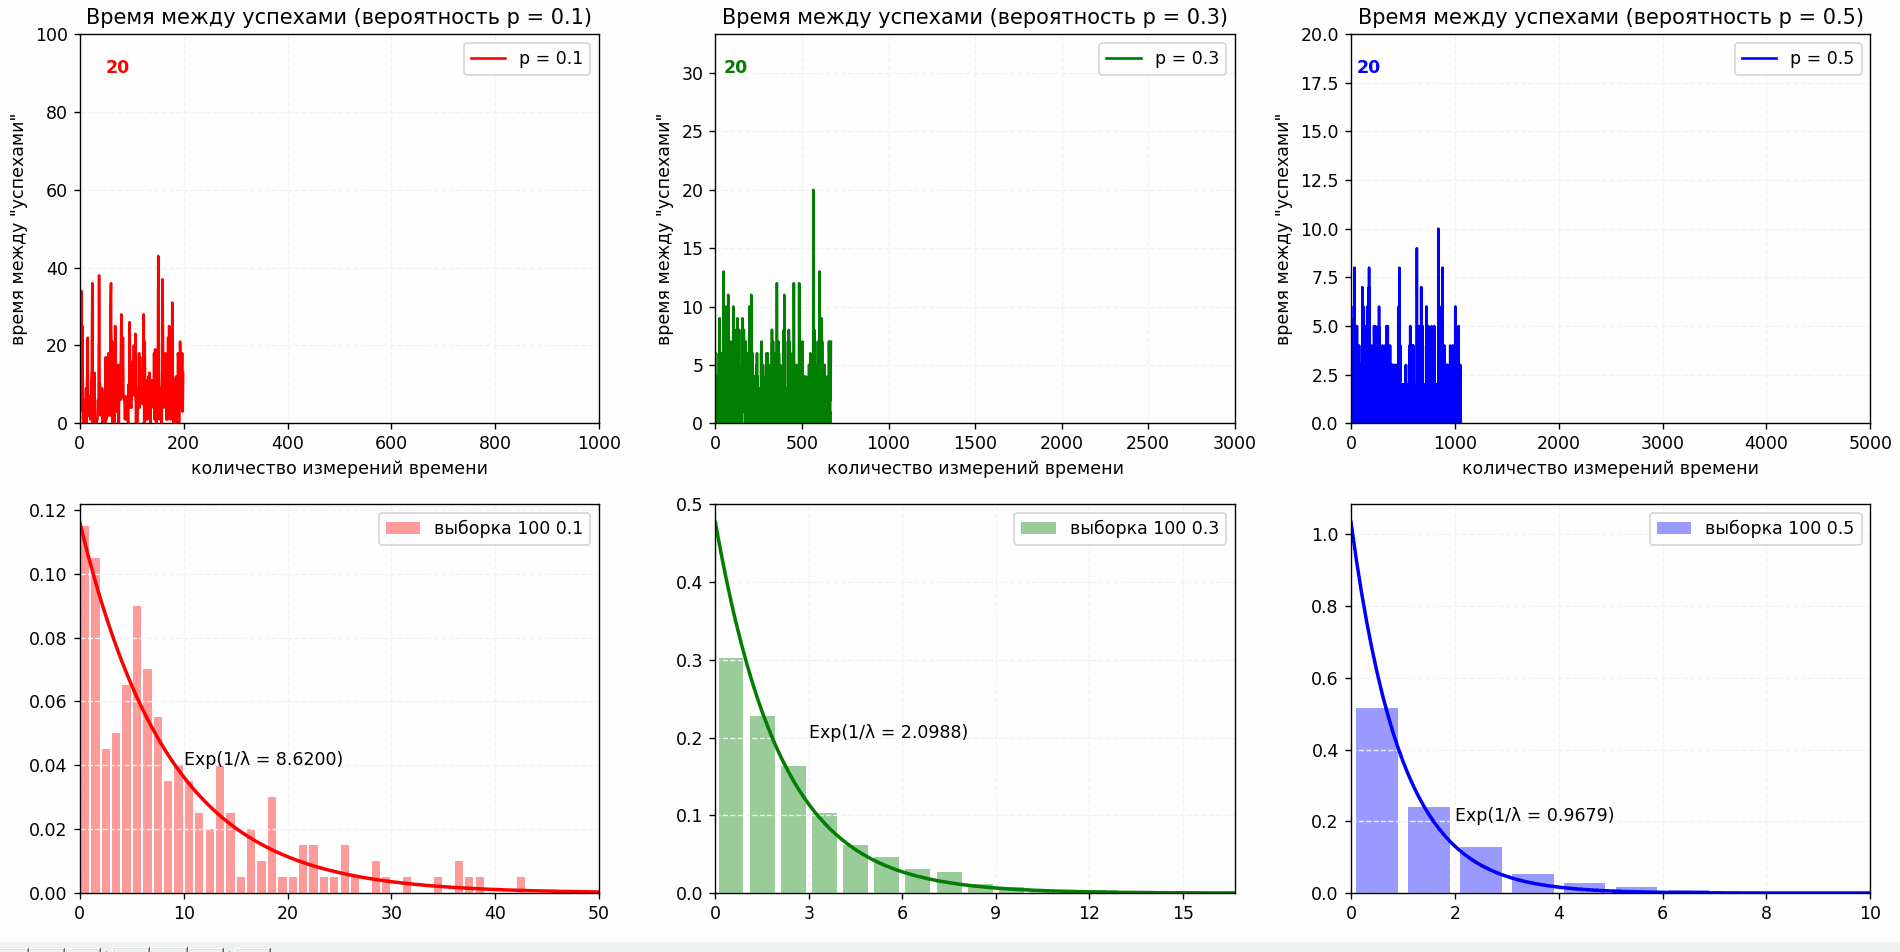 Время между успехами (вероятность p = 0.1)
100
80
60
40
20
0
время между "успехами"
20
p = 0.1
0 200 400 600 800 1000
количество измерений времени
Время между успехами (вероятность p = 0.3)
30
25
20
15
10
5
0
время между "успехами"
20
p = 0.3
0 500 1000 1500 2000 2500 3000
количество измерений времени
Время между успехами (вероятность p = 0.5)
20.0
17.5
15.0
12.5
10.0
7.5
5.0
2.5
0.0
время между "успехами"
20
p = 0.5
0 1000 2000 3000 4000 5000
количество измерений времени
0.12
0.10
0.08
0.06
0.04
0.02
0.00
выборка 100 0.1
Exp(1/λ = 8.6200)
0 10 20 30 40 50
0.5
0.4
0.3
0.2
0.1
0.0
выборка 100 0.3
Exp(1/λ = 2.0988)
0 3 6 9 12 15
1.0
0.8
0.6
0.4
0.2
0.0
выборка 100 0.5
Exp(1/λ = 0.9679)
0 2 4 6 8 10